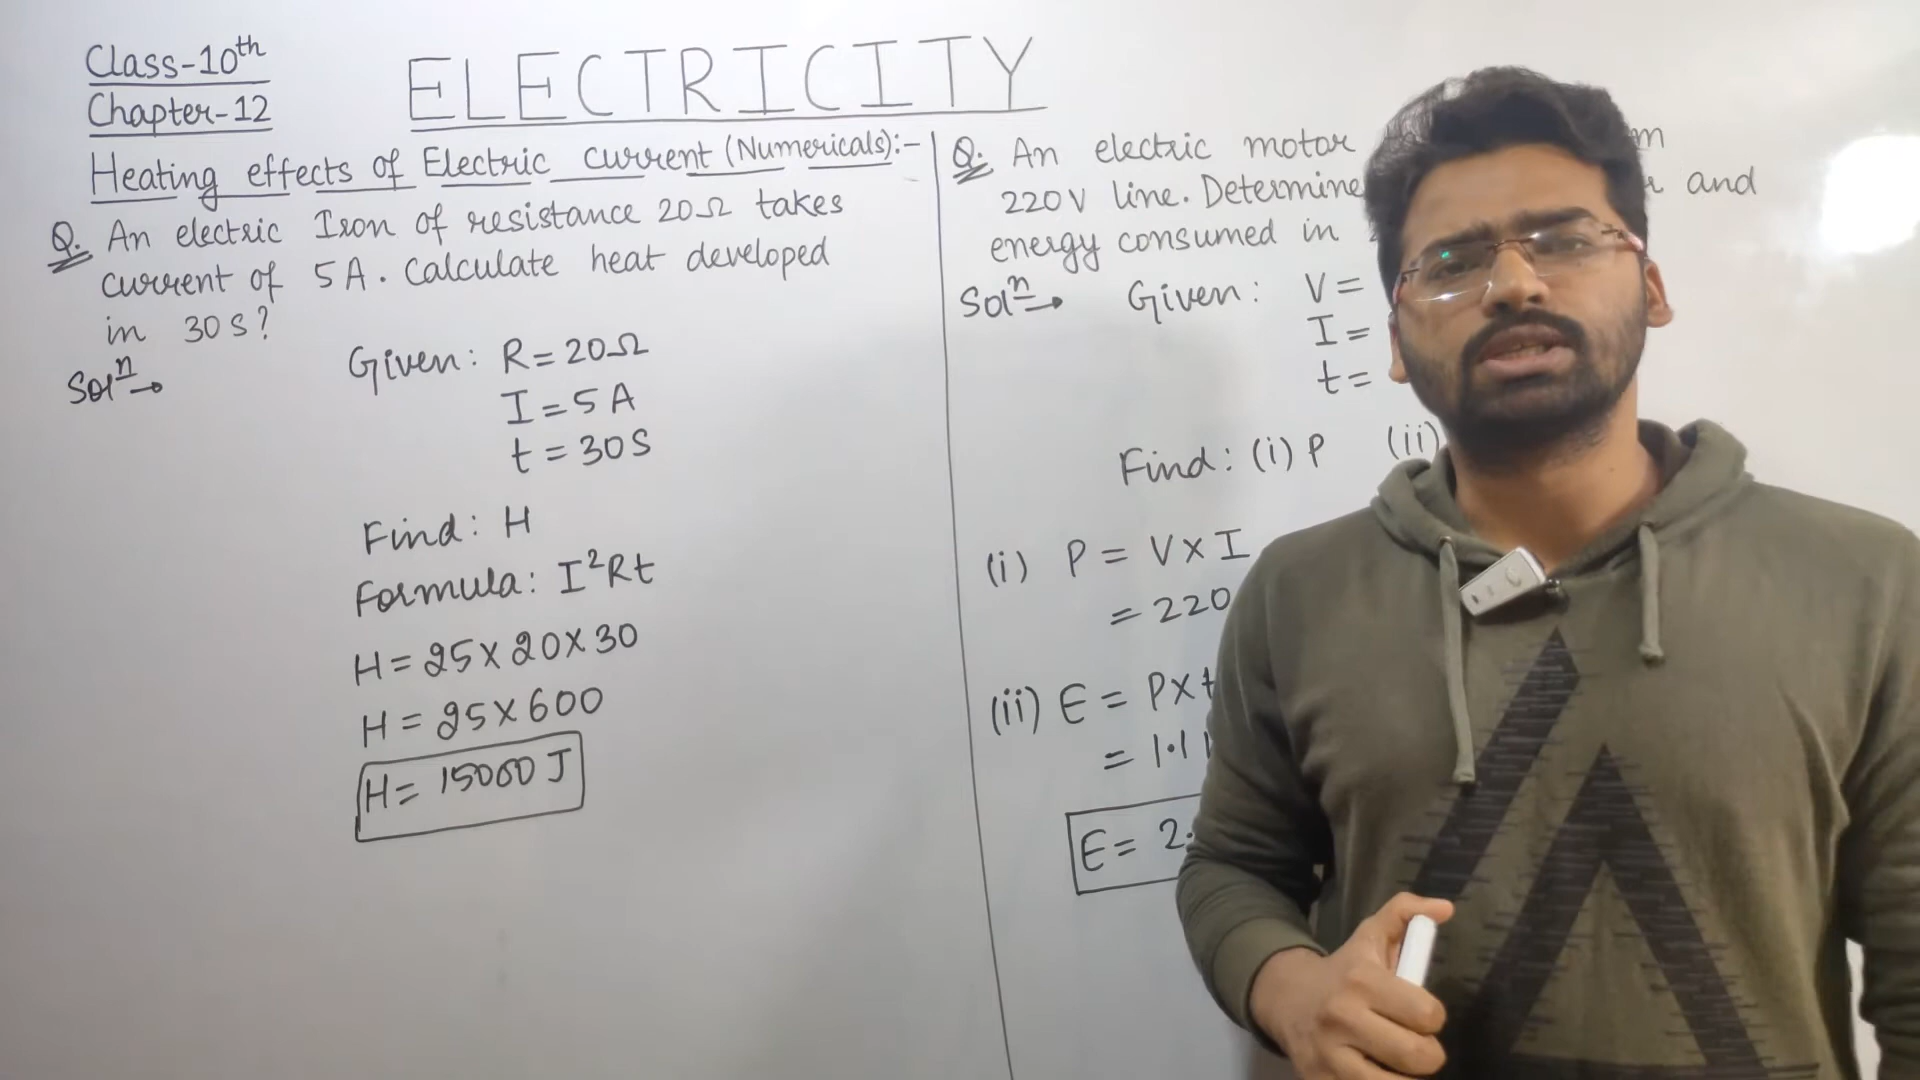 Class-10th
Chapter-12
ELECTRICITY
Heating effects of Electric current (Numericals):-
Q. An electric Iron of resistance 20Ω takes
current of 5A. Calculate heat developed
in 30s?
Solⁿ→
Given: R=20Ω
I=5A
t=30S
Find: H
Formula: I²Rt
H=25×20×30
H=25×600
H=15000J
Q. An electric motor
220V line. Determine and
energy consumed in
Solⁿ→ Given: V=
I=
t=
Find: (i) P (ii)
(i) P = V×I
= 220
(ii) E = P×t
= 1.1
E= 2.